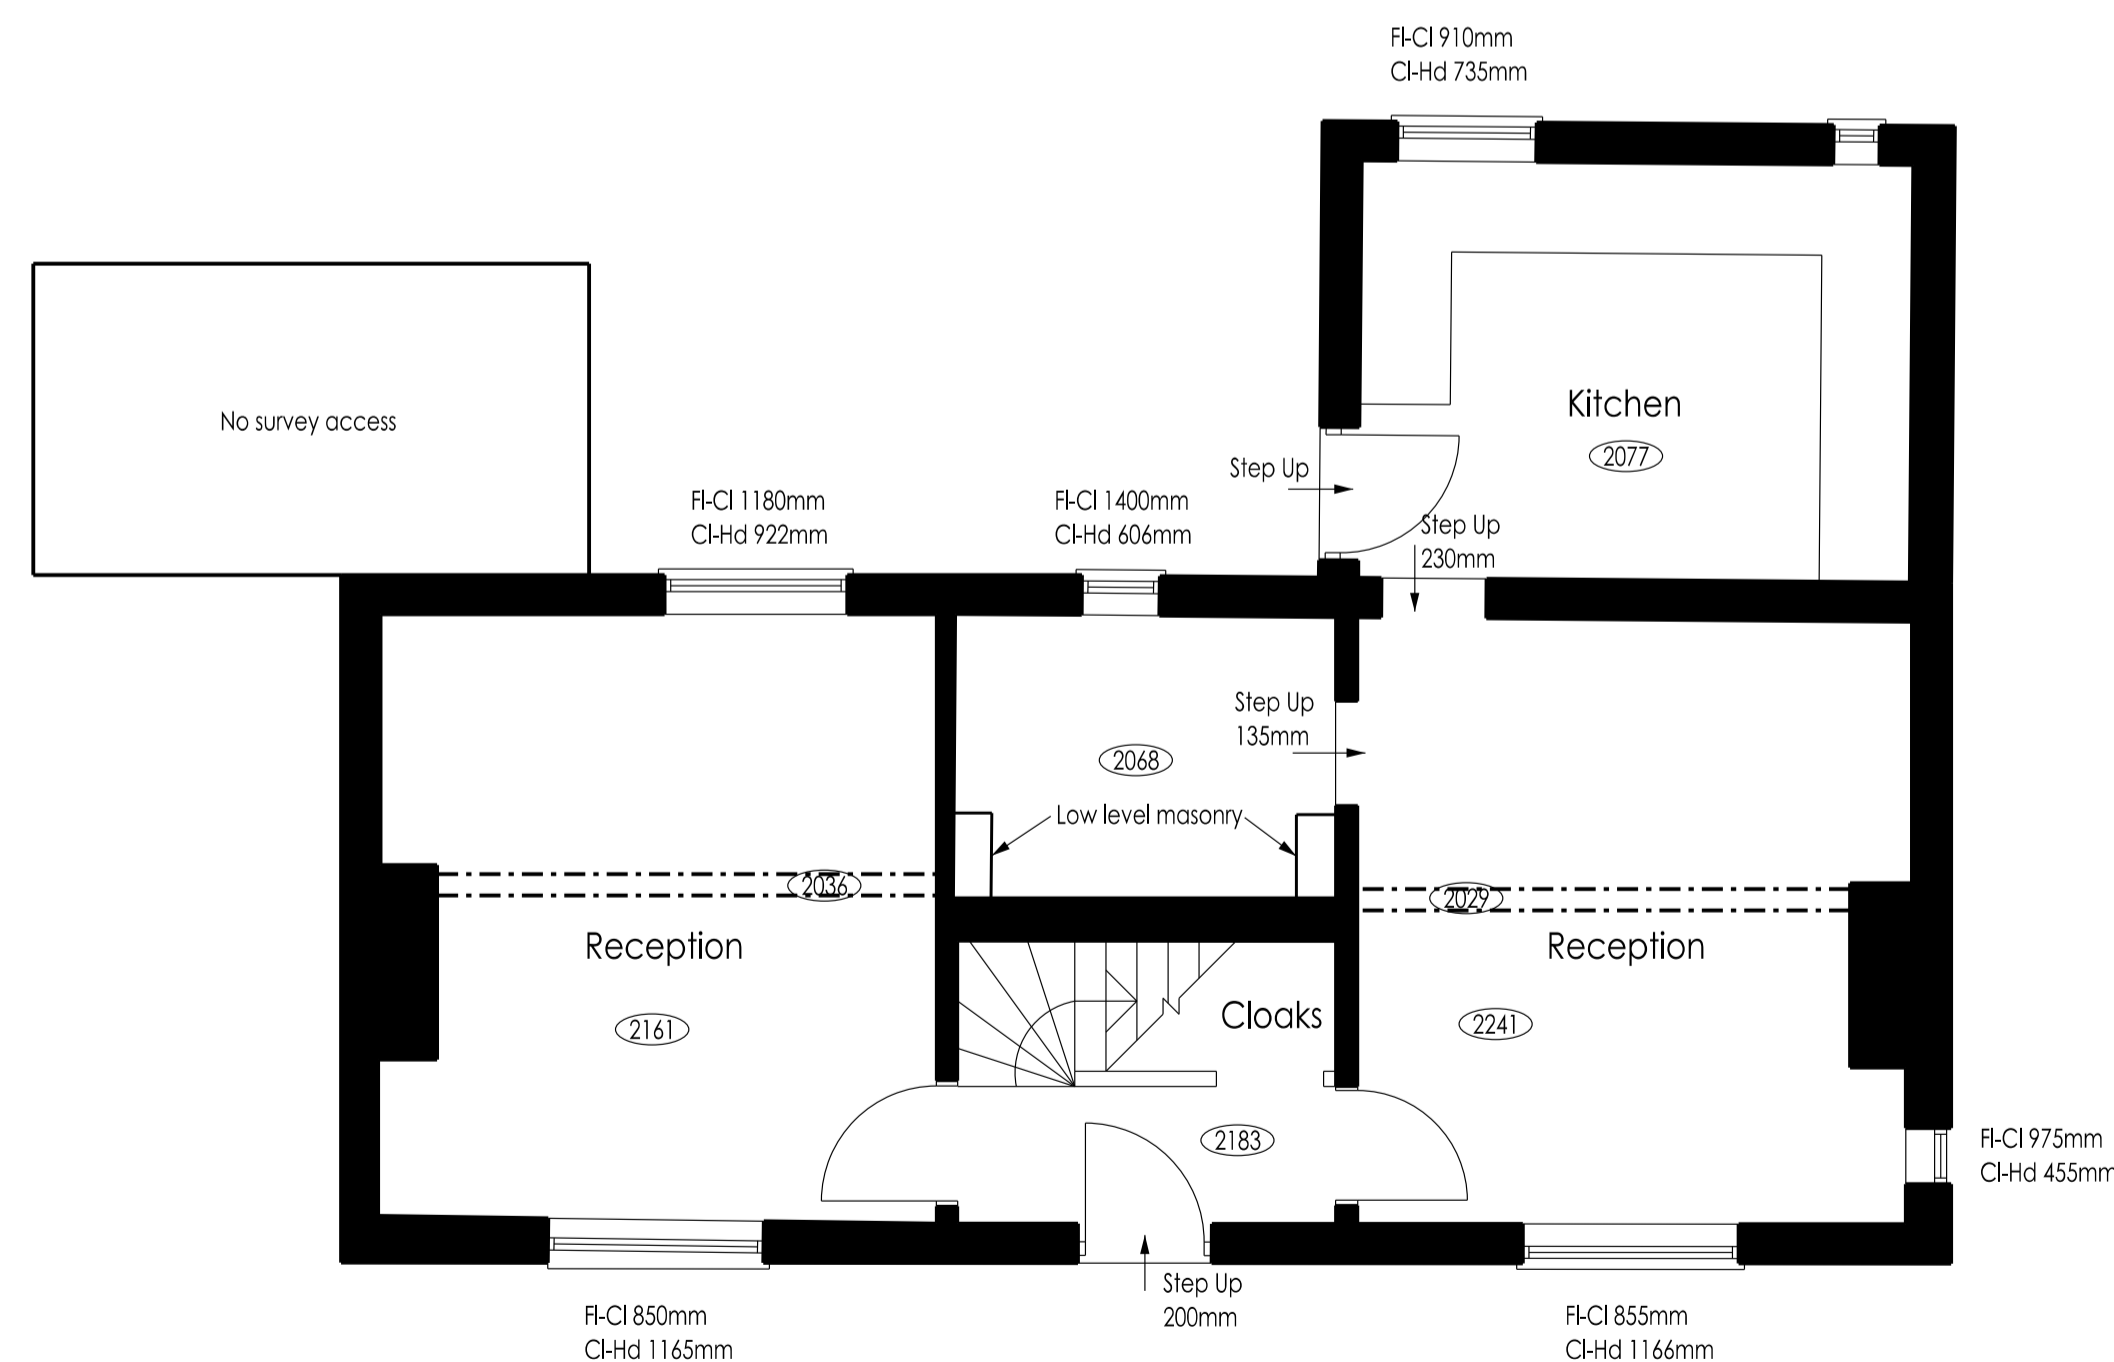 Fl-Cl 910mm
Cl-Hd 735mm
Kitchen
2077
No survey access
Step Up
Step Up
230mm
Fl-Cl 1180mm
Cl-Hd 922mm
Fl-Cl 1400mm
Cl-Hd 606mm
Step Up
135mm
2068
Low level masonry
2036
2029
Reception
Reception
2161
Cloaks
2241
2183
Fl-Cl 975mm
Cl-Hd 455mm
Step Up
200mm
Fl-Cl 850mm
Cl-Hd 1165mm
Fl-Cl 855mm
Cl-Hd 1166mm